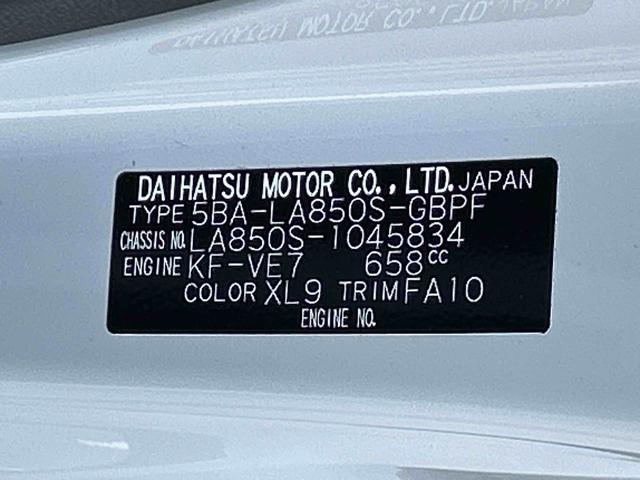 DAIHATSU MOTOR CO., LTD. JAPAN
TYPE 5BA-LA850S-GBPF
CHASSIS NO. LA850S-1045834
ENGINE KF-VE7 658CC
COLOR XL9 TRIM FA10
ENGINE NO.